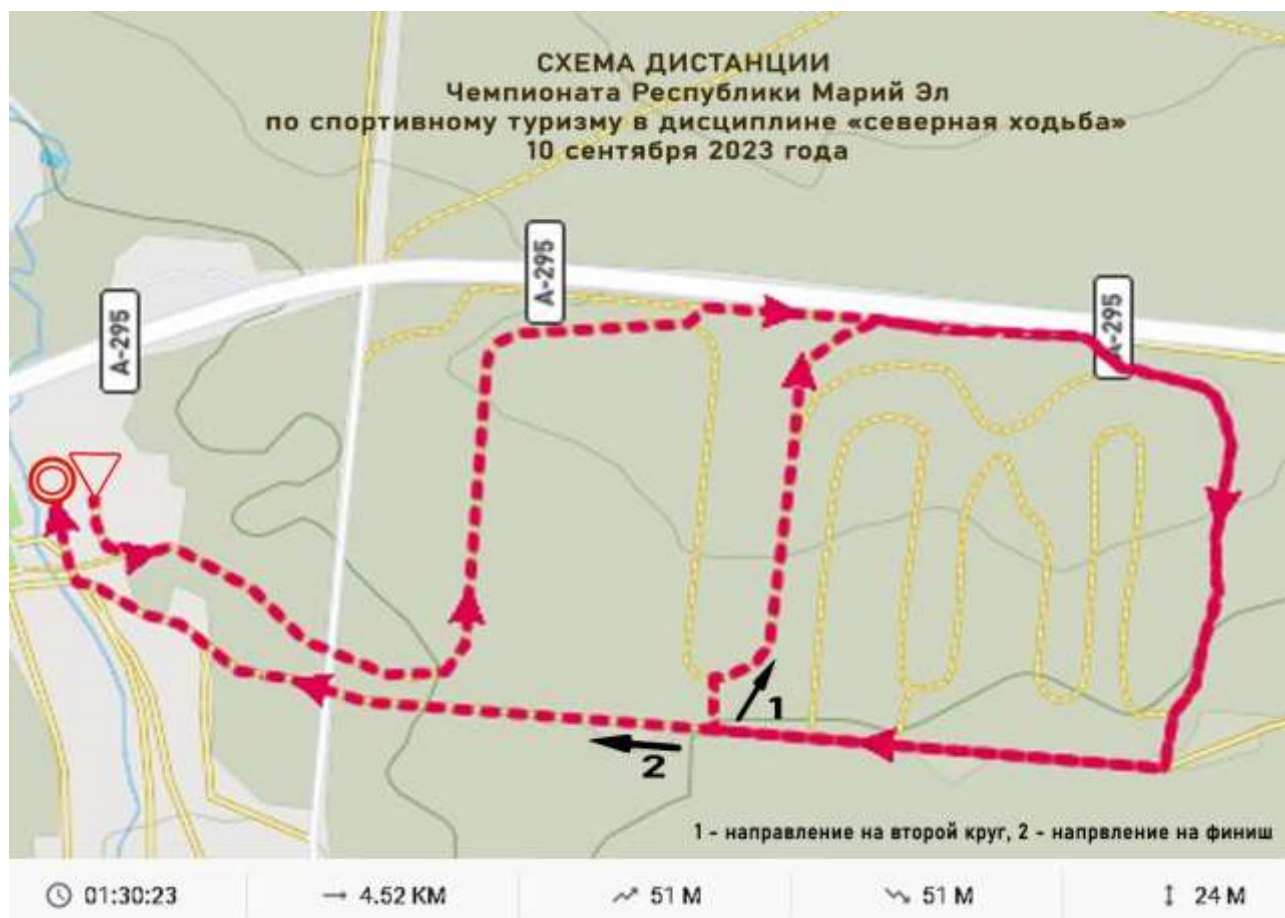 СХЕМА ДИСТАНЦИИ
Чемпионата Республики Марий Эл
по спортивному туризму в дисциплине «северная ходьба»
10 сентября 2023 года
А-295
А-295
А-295
1
2
1 - направление на второй круг, 2 - напрвление на финиш
01:30:23
4.52 KM
51 M
51 M
24 M